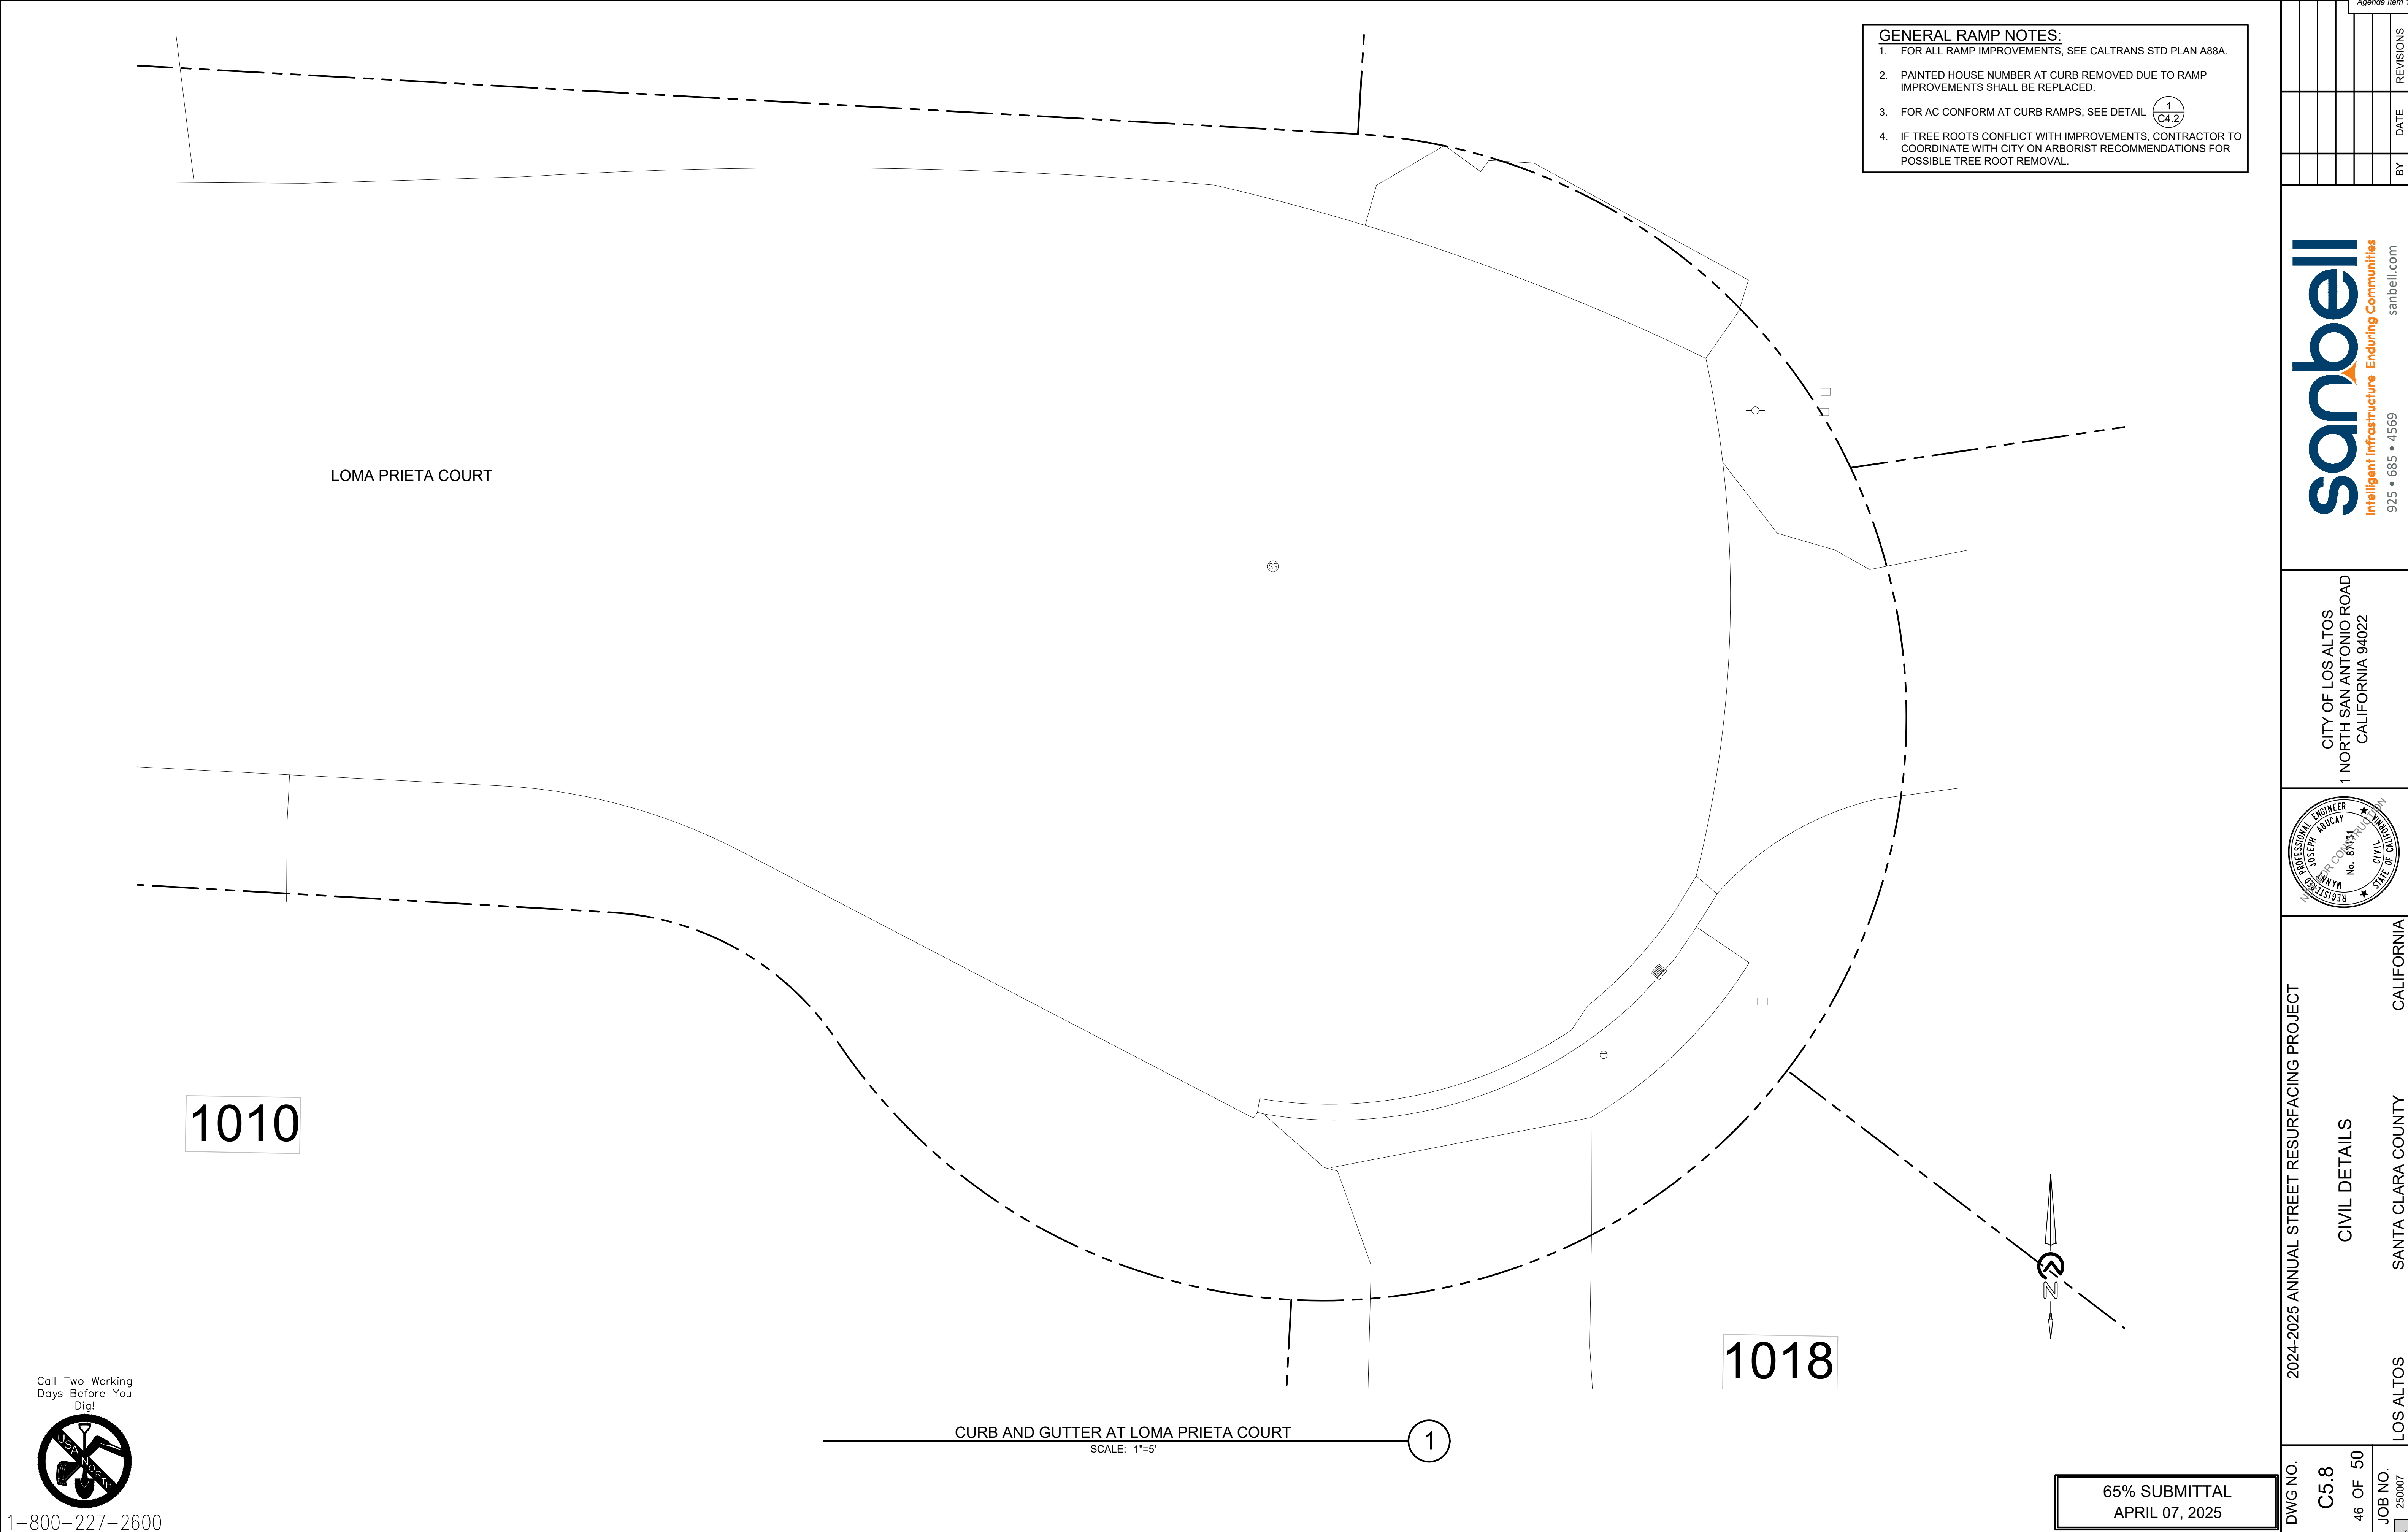 GENERAL RAMP NOTES:
1. FOR ALL RAMP IMPROVEMENTS, SEE CALTRANS STD PLAN A88A.
2. PAINTED HOUSE NUMBER AT CURB REMOVED DUE TO RAMP
IMPROVEMENTS SHALL BE REPLACED.
3. FOR AC CONFORM AT CURB RAMPS, SEE DETAIL 1
C4.2
4. IF TREE ROOTS CONFLICT WITH IMPROVEMENTS, CONTRACTOR TO
COORDINATE WITH CITY ON ARBORIST RECOMMENDATIONS FOR
POSSIBLE TREE ROOT REMOVAL.
LOMA PRIETA COURT
SS
1010
1018
N
Call Two Working
Days Before You
Dig!
USA NORTH
1-800-227-2600
CURB AND GUTTER AT LOMA PRIETA COURT
SCALE: 1"=5'
1
65% SUBMITTAL
APRIL 07, 2025
Agenda Item
REVISIONS
DATE
BY
sanbell
Intelligent Infrastructure Enduring Communities
925 • 685 • 4569 sanbell.com
CITY OF LOS ALTOS
1 NORTH SAN ANTONIO ROAD
CALIFORNIA 94022
REGISTERED PROFESSIONAL ENGINEER
MANNY JOSEPH ABUCAY
No. 87131
CIVIL
STATE OF CALIFORNIA
2024-2025 ANNUAL STREET RESURFACING PROJECT
CIVIL DETAILS
LOS ALTOS SANTA CLARA COUNTY CALIFORNIA
DWG NO.
C5.8
46 OF 50
JOB NO.
250007